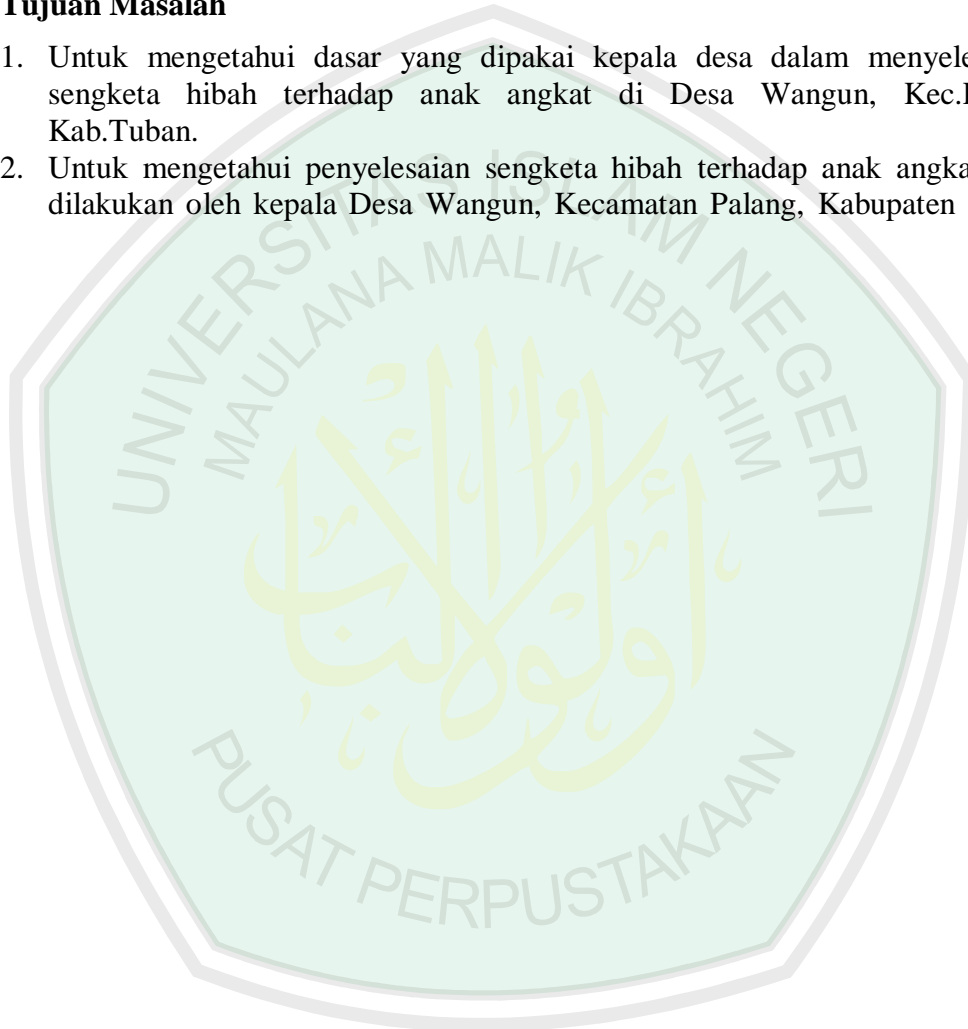 Tujuan Masalah
1. Untuk mengetahui dasar yang dipakai kepala desa dalam
sengketa hibah terhadap anak angkat di Desa Wangun,
Kab.Tuban.
2. Untuk mengetahui penyelesaian sengketa hibah terhadap anak
dilakukan oleh kepala Desa Wangun, Kecamatan Palang, Kabupaten
UNIVERSITAS ISLAM NEGERI
MAULANA MALIK IBRAHIM
PUSAT PERPUSTAKAAN